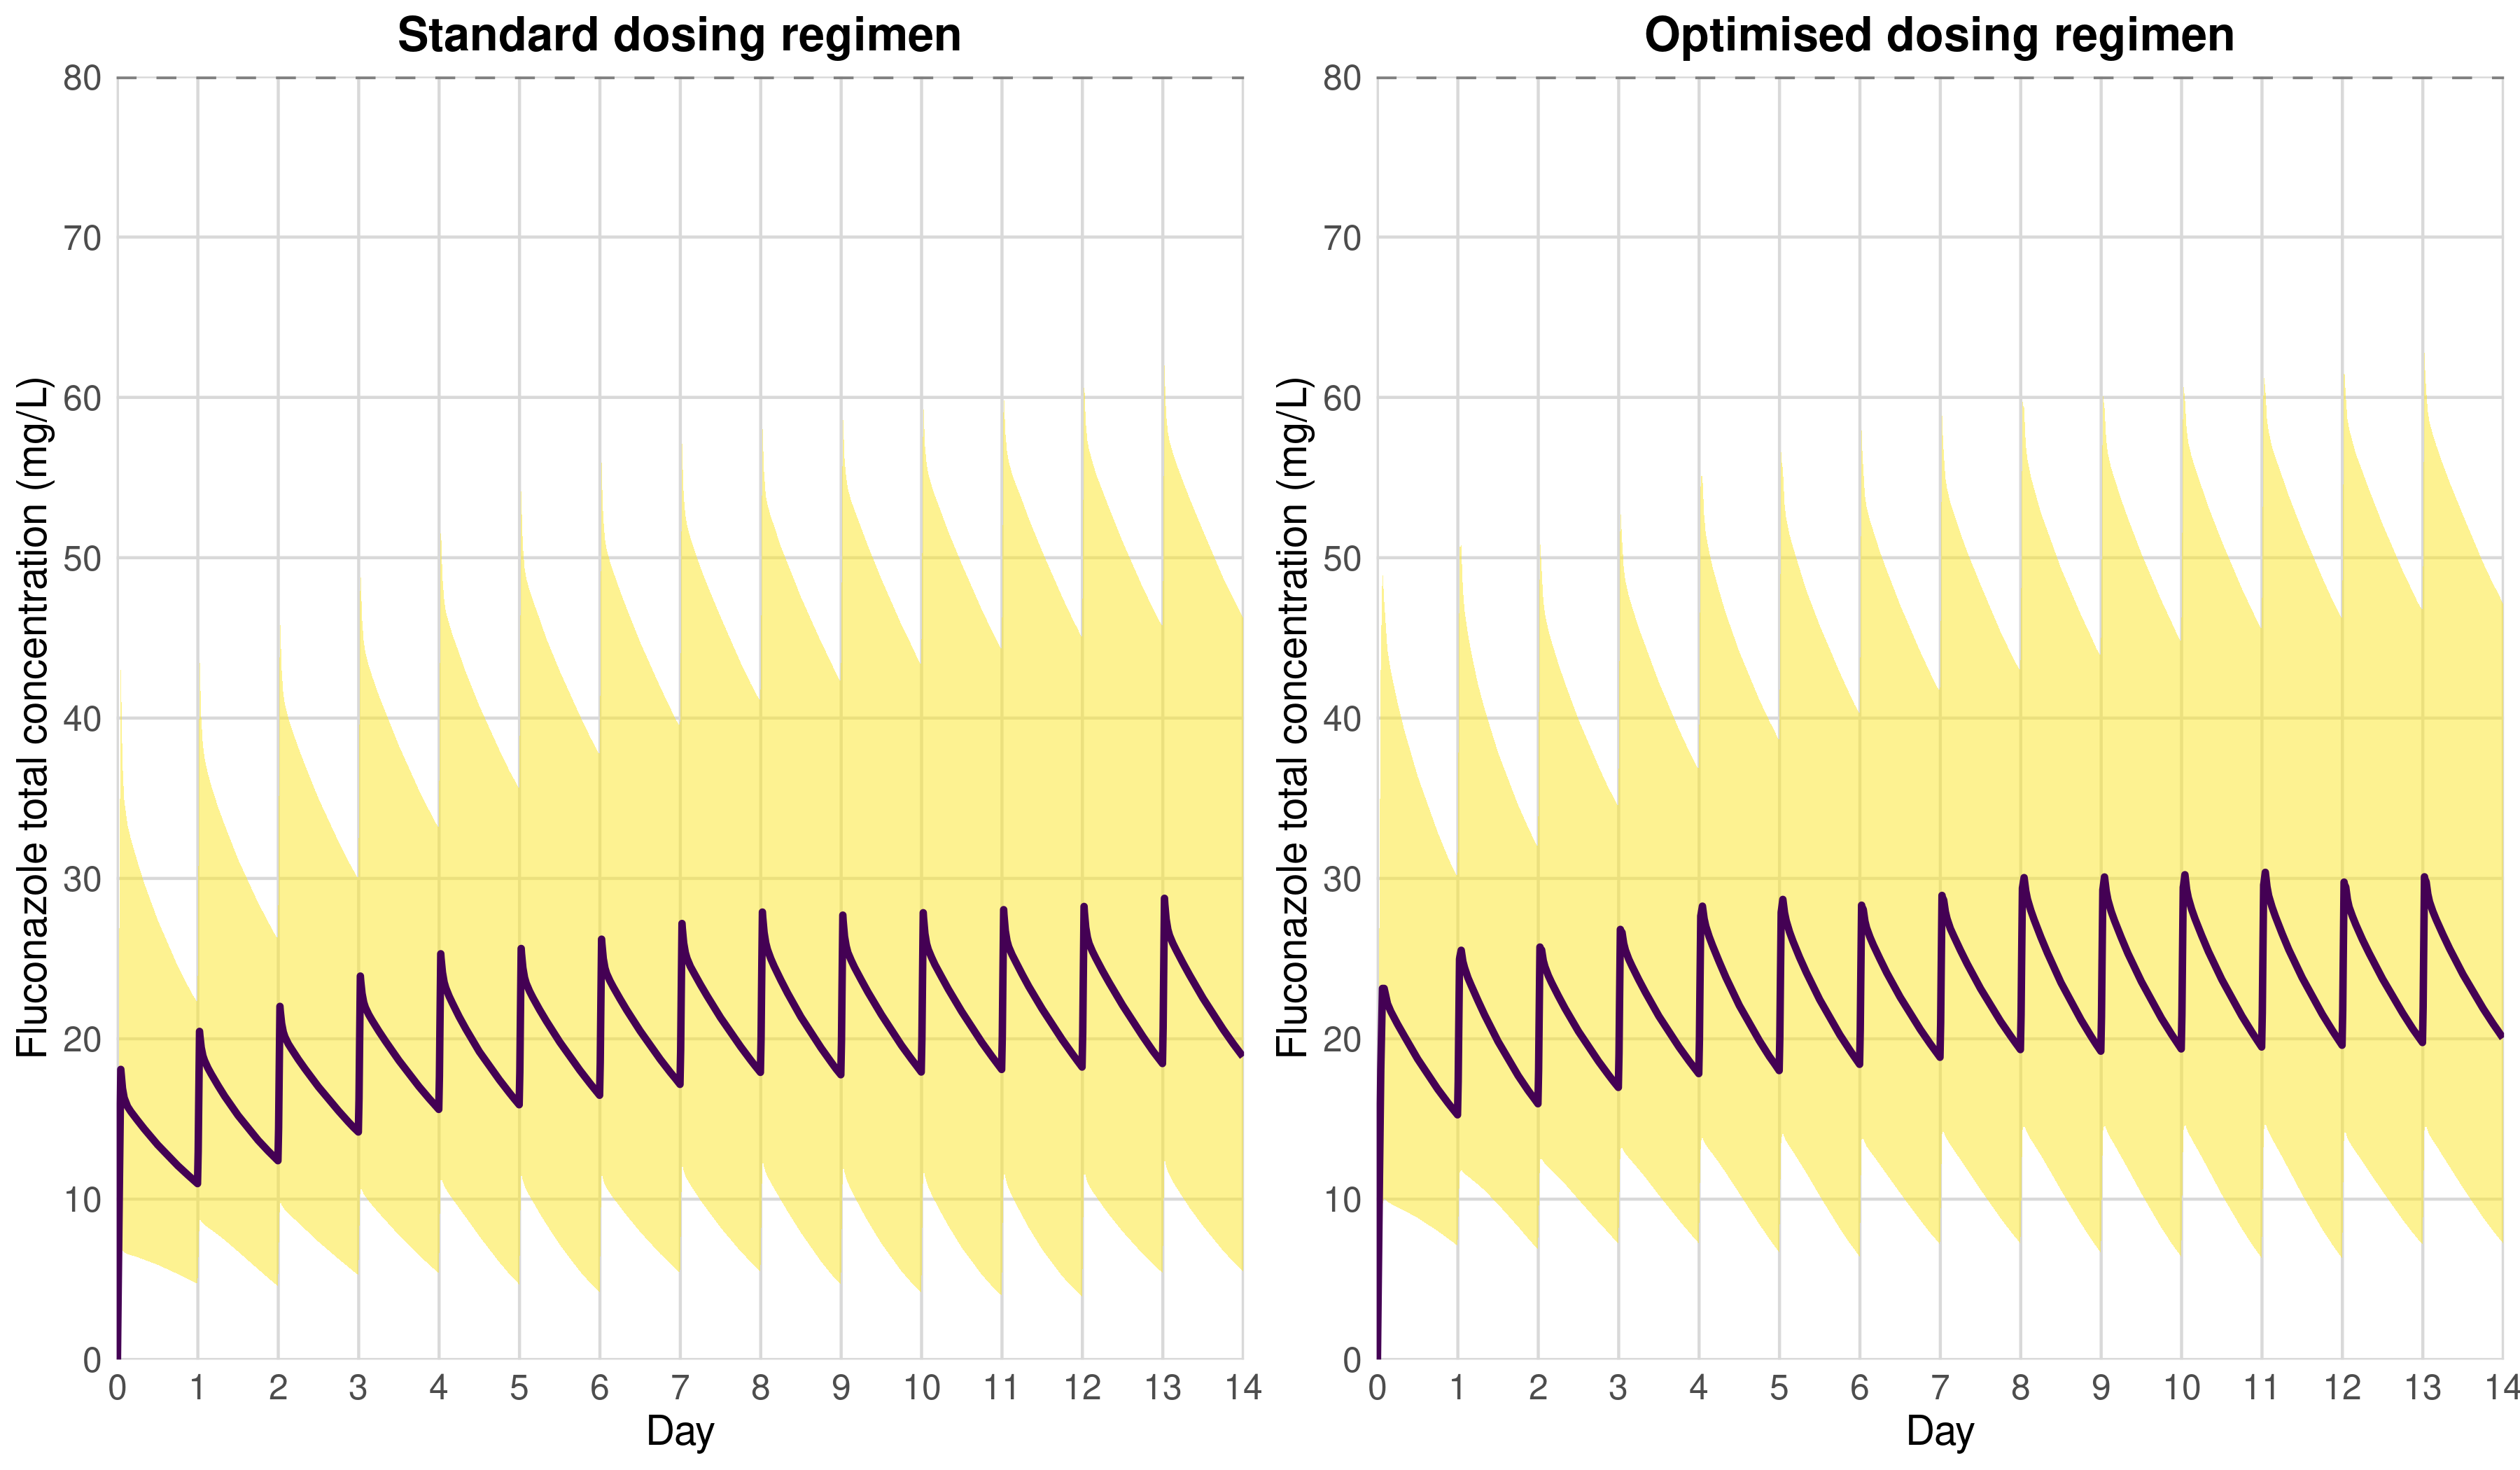 Standard dosing regimen
Fluconazole total concentration (mg/L)
80
70
60
50
40
30
20
10
0
0 1 2 3 4 5 6 7 8 9 10 11 12 13 14
Day
Optimised dosing regimen
Fluconazole total concentration (mg/L)
80
70
60
50
40
30
20
10
0
0 1 2 3 4 5 6 7 8 9 10 11 12 13 14
Day